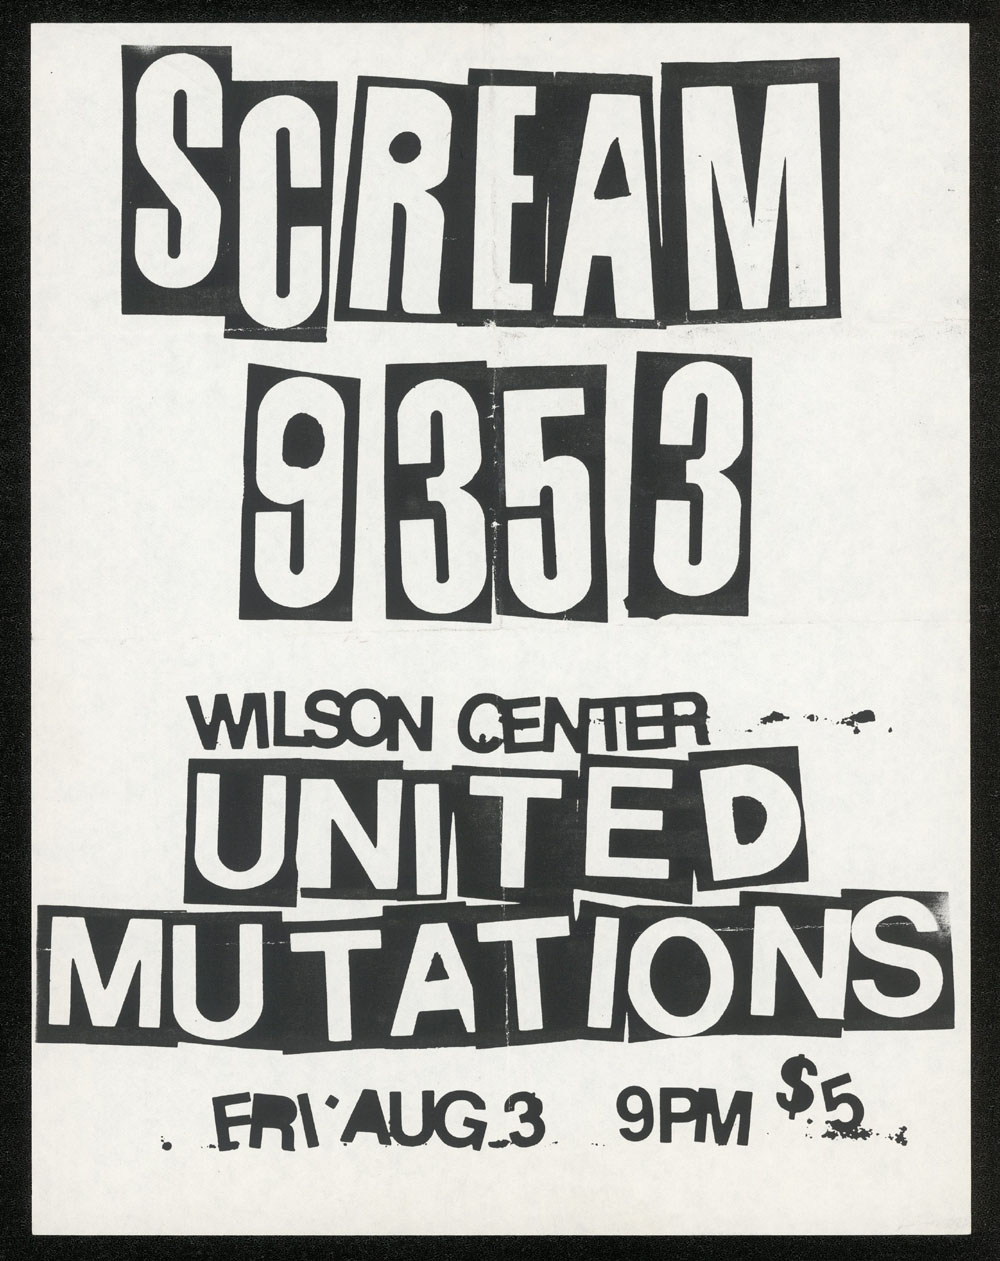 SCREAM
9353
WILSON CENTER
UNITED
MUTATIONS
FRI·AUG.3 9PM $5